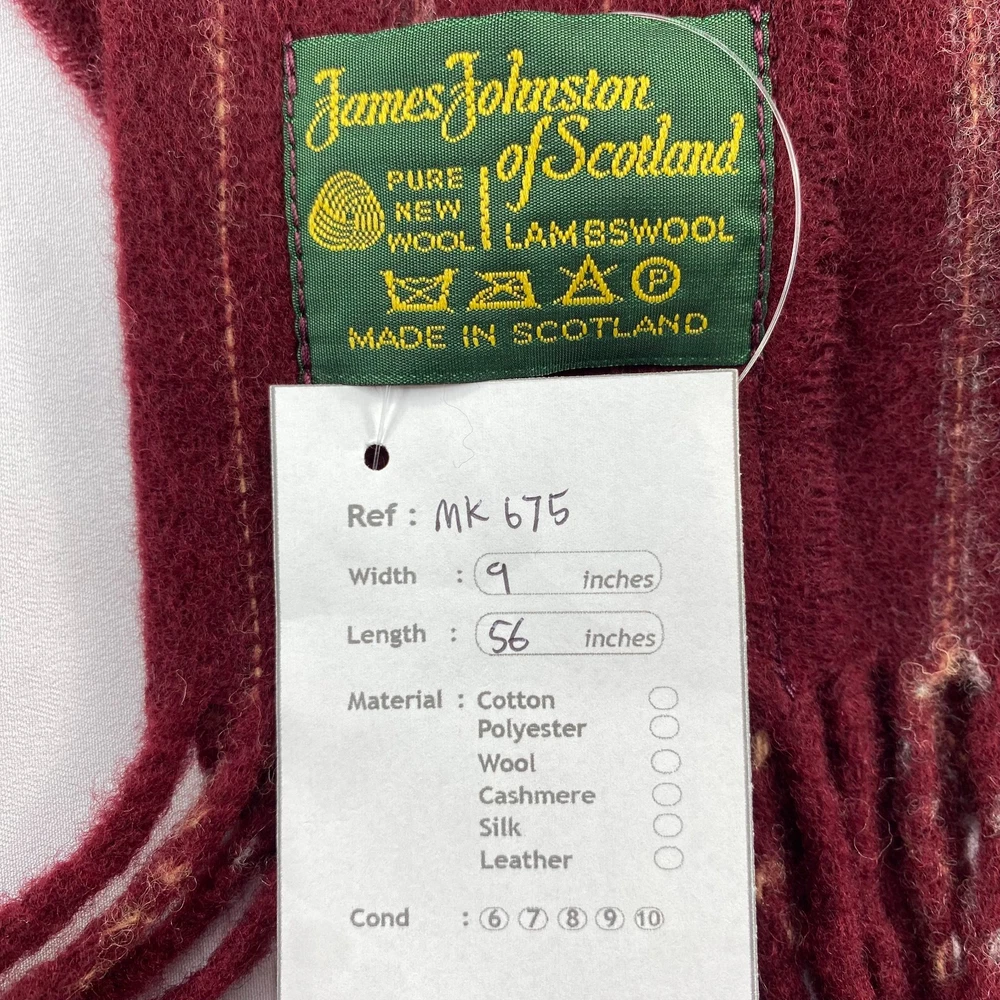 James Johnston
of Scotland
PURE
NEW
WOOL
LAMBSWOOL
P
MADE IN SCOTLAND
Ref : MK 675
Width : 9 inches
Length : 56 inches
Material : Cotton
Polyester
Wool
Cashmere
Silk
Leather
Cond : 6 7 8 9 10